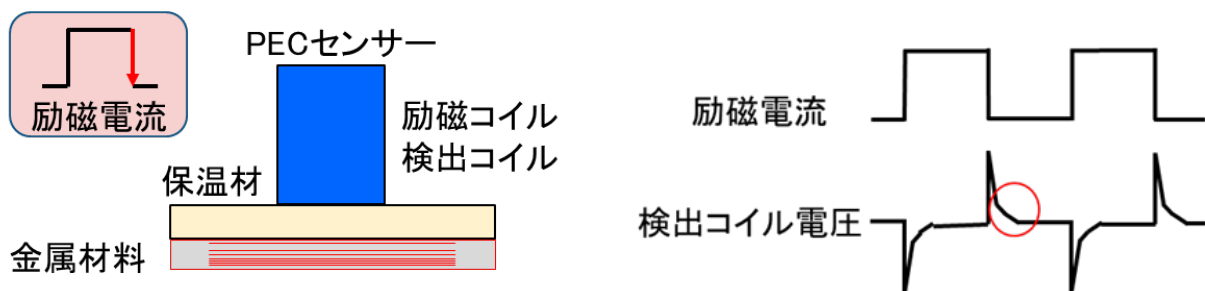 励磁電流
PECセンサー
励磁コイル
検出コイル
保温材
金属材料
励磁電流
検出コイル電圧